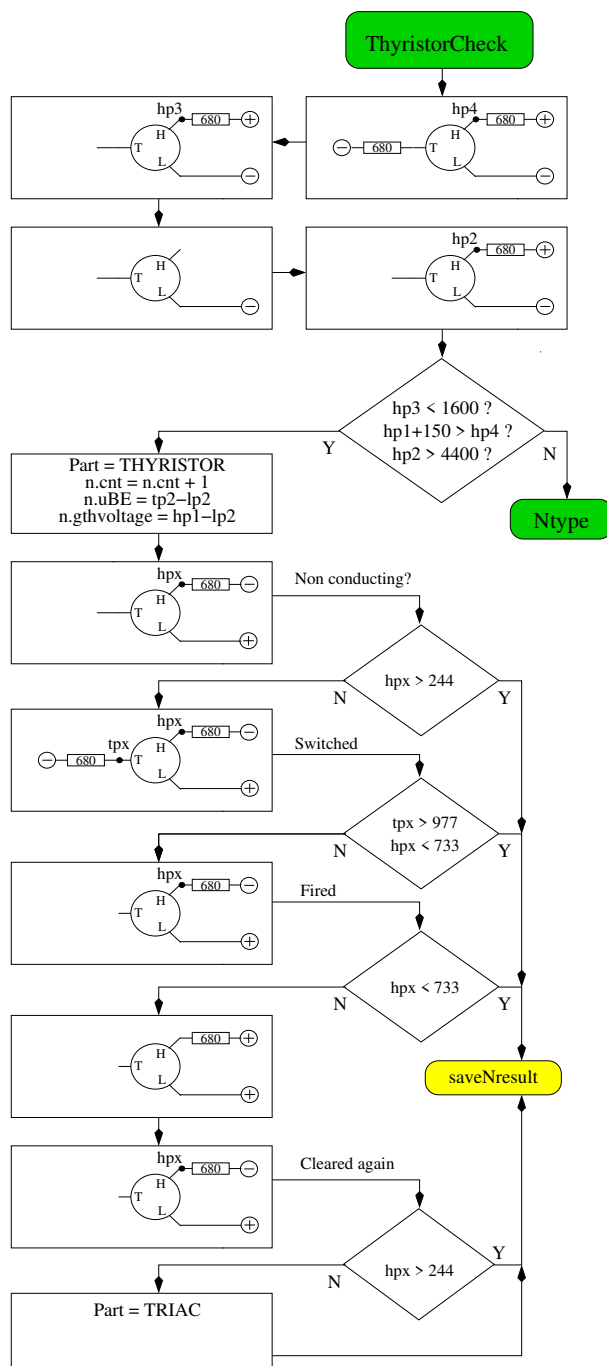 ThyristorCheck
hp3
680
+
H
T
L
−
hp4
680
+
H
− 680
T
L
−
H
T
L
−
hp2
680
+
H
T
L
−
hp3 < 1600 ?
hp1+150 > hp4 ?
hp2 > 4400 ?
Y
N
Ntype
Part = THYRISTOR
n.cnt = n.cnt + 1
n.uBE = tp2−lp2
n.gthvoltage = hp1−lp2
hpx
680
−
H
T
L
+
Non conducting?
hpx > 244
N
Y
hpx
680
−
H
tpx
− 680
T
L
+
Switched
tpx > 977
hpx < 733
N
Y
hpx
680
−
H
T
L
+
Fired
hpx < 733
N
Y
680
+
H
T
L
+
saveNresult
hpx
680
−
H
T
L
+
Cleared again
hpx > 244
N
Y
Part = TRIAC